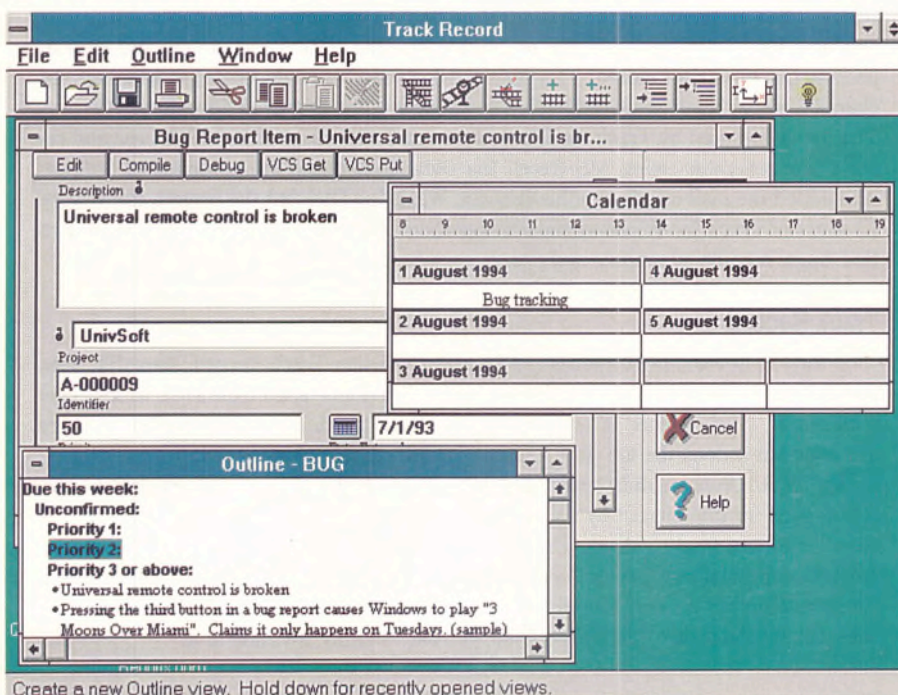 Track Record
File Edit Outline Window Help
Bug Report Item - Universal remote control is br...
Edit Compile Debug VCS Get VCS Put
Description
Universal remote control is broken
UnivSoft
Project
A-000009
Identifier
50
7/1/93
Cancel
Help
Calendar
8 9 10 11 12 13 14 15 16 17 18 19
1 August 1994
4 August 1994
Bug tracking
2 August 1994
5 August 1994
3 August 1994
Outline - BUG
Due this week:
Unconfirmed:
Priority 1:
Priority 2:
Priority 3 or above:
•Universal remote control is broken
•Pressing the third button in a bug report causes Windows to play "3
Moons Over Miami". Claims it only happens on Tuesdays. (sample)
Create a new Outline view. Hold down for recently opened views.